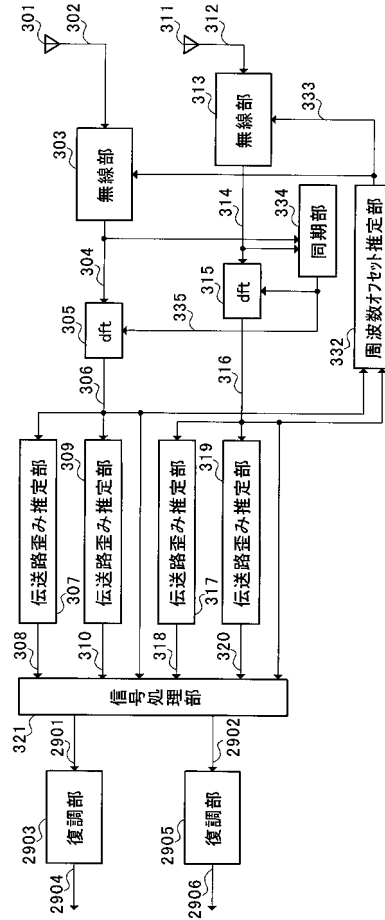 301
302
303
無線部
304
305
dft
306
伝送路歪み推定部
307
308
伝送路歪み推定部
309
310
311
312
313
無線部
314
315
dft
316
伝送路歪み推定部
317
318
伝送路歪み推定部
319
320
信号処理部
321
332
周波数オフセット推定部
333
334
同期部
335
2901
2902
2903
復調部
2904
2905
復調部
2906